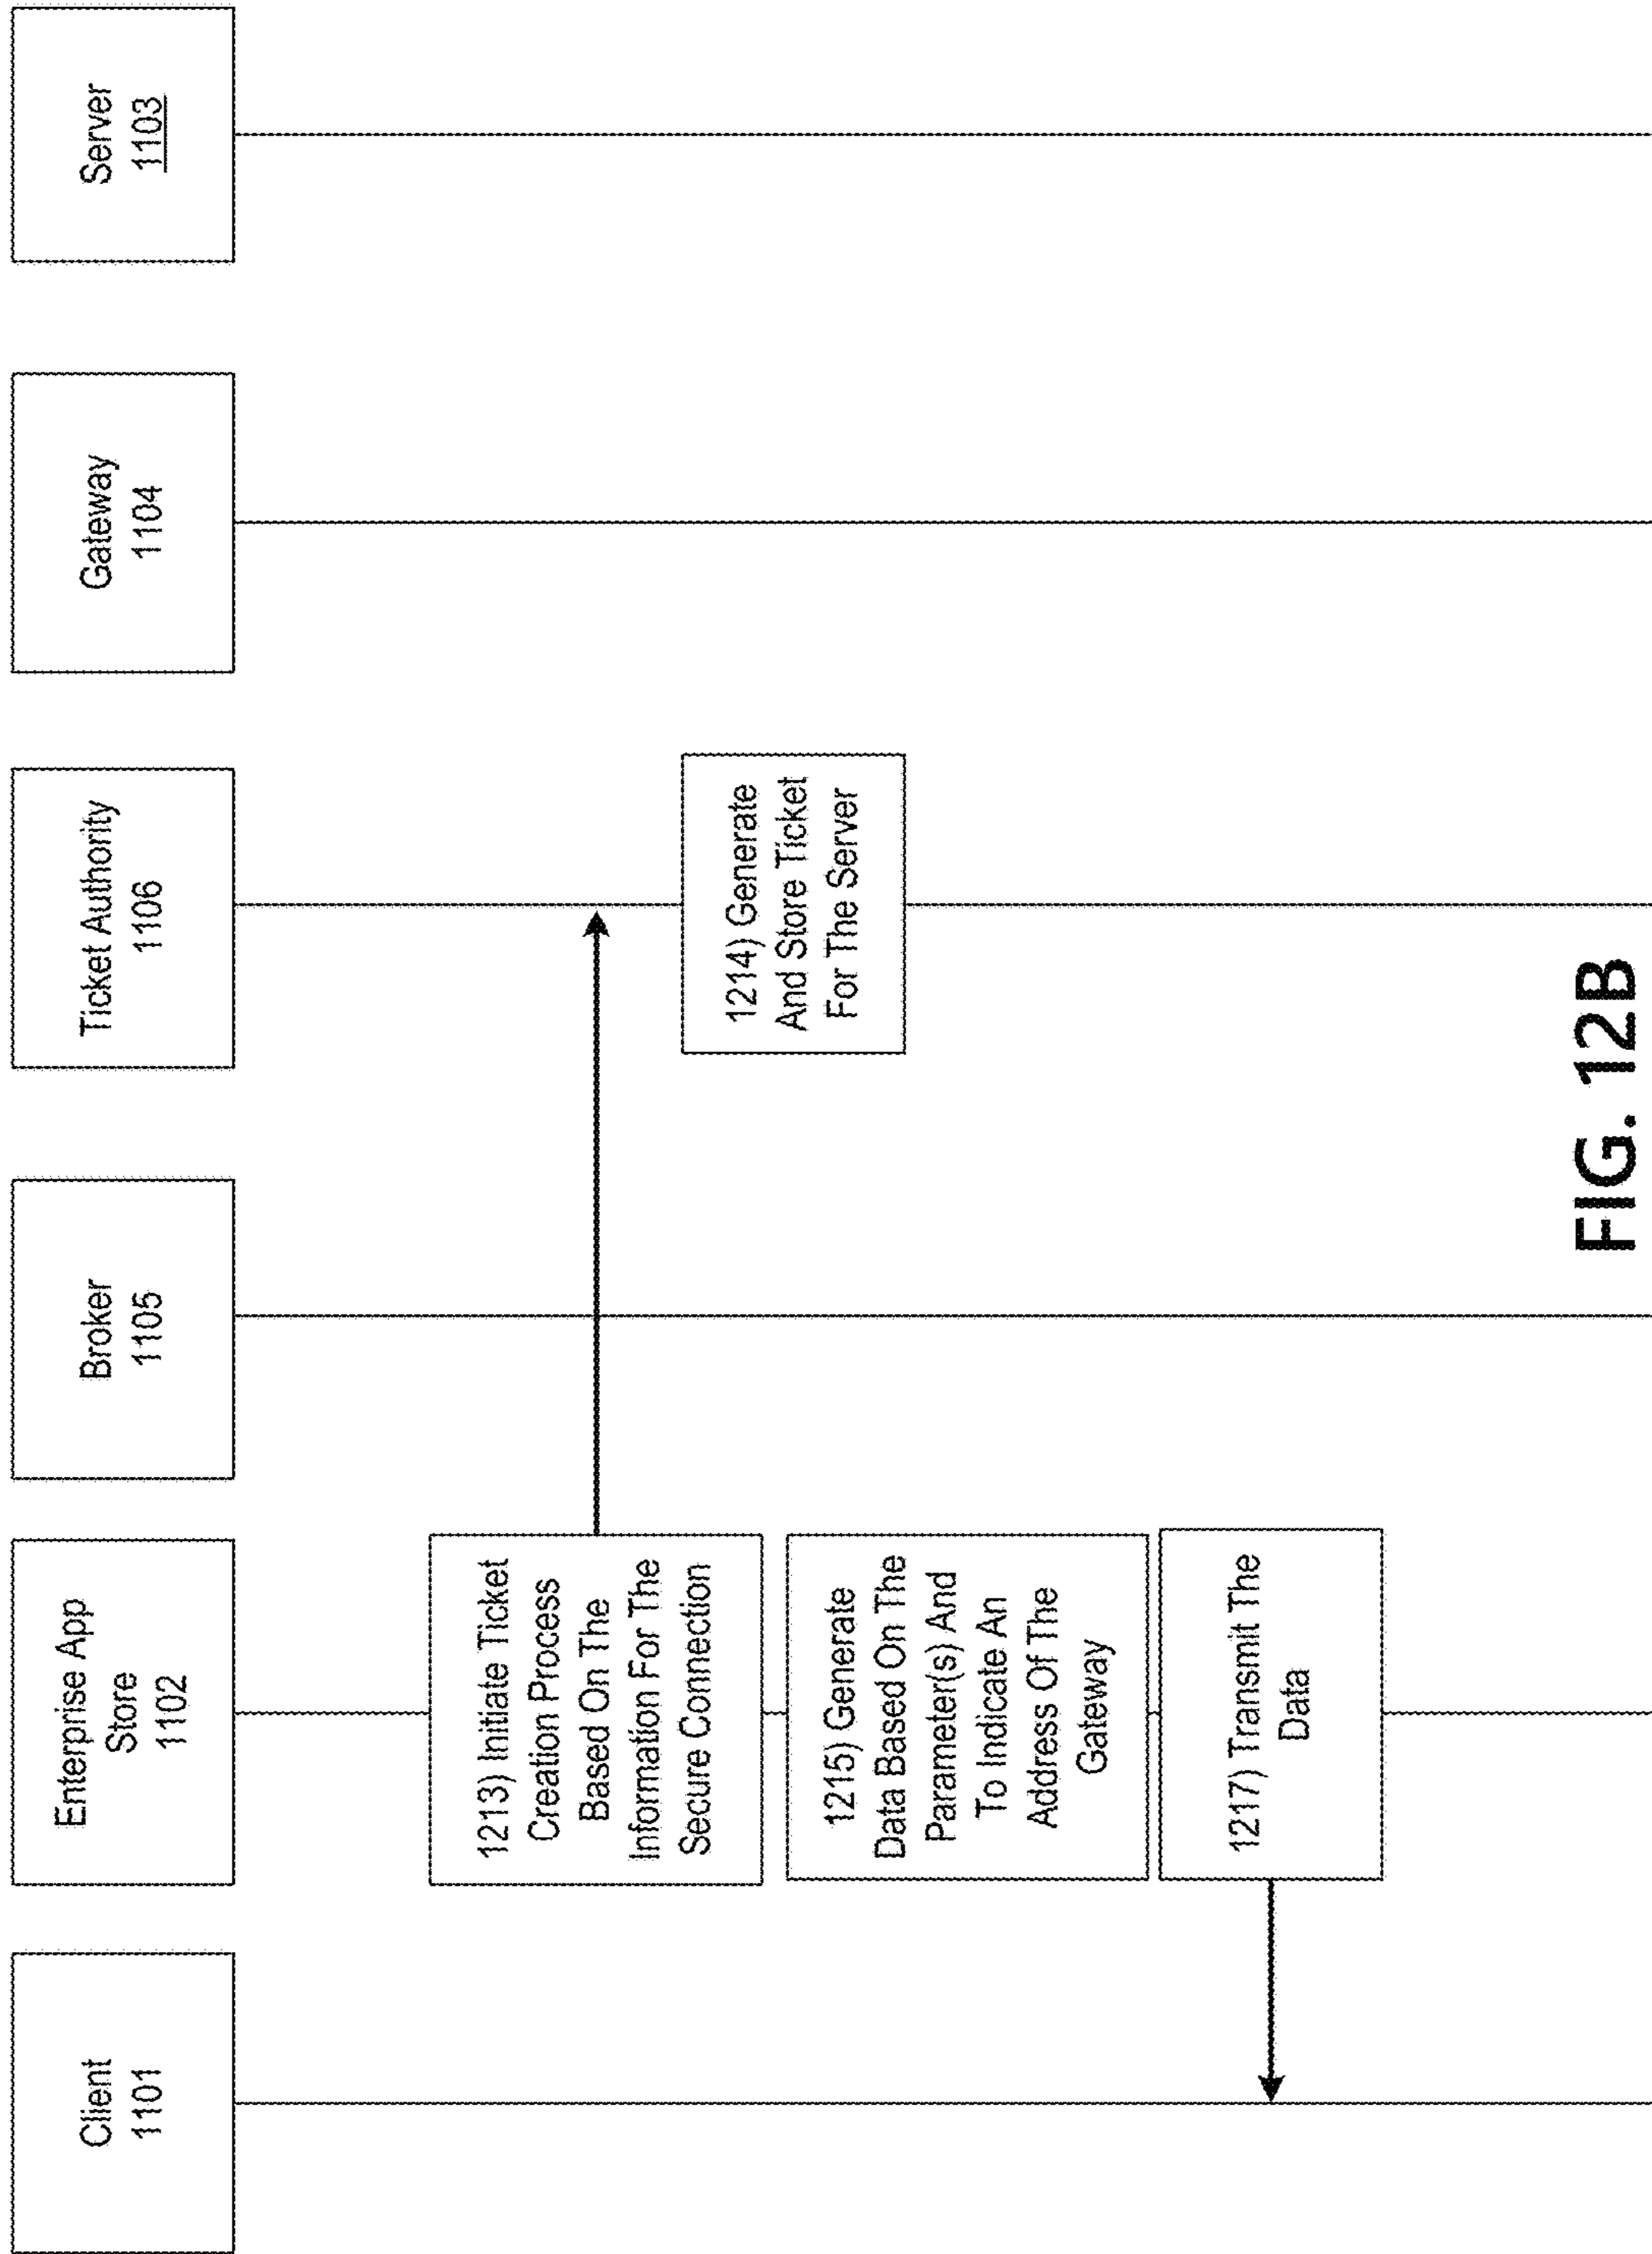 Client
1101
Enterprise App
Store
1102
Broker
1105
Ticket Authority
1106
Gateway
1104
Server
1103
1213) Initiate Ticket
Creation Process
Based On The
Information For The
Secure Connection
1214) Generate
And Store Ticket
For The Server
1215) Generate
Data Based On The
Parameter(s) And
To Indicate An
Address Of The
Gateway
1217) Transmit The
Data
FIG. 12B